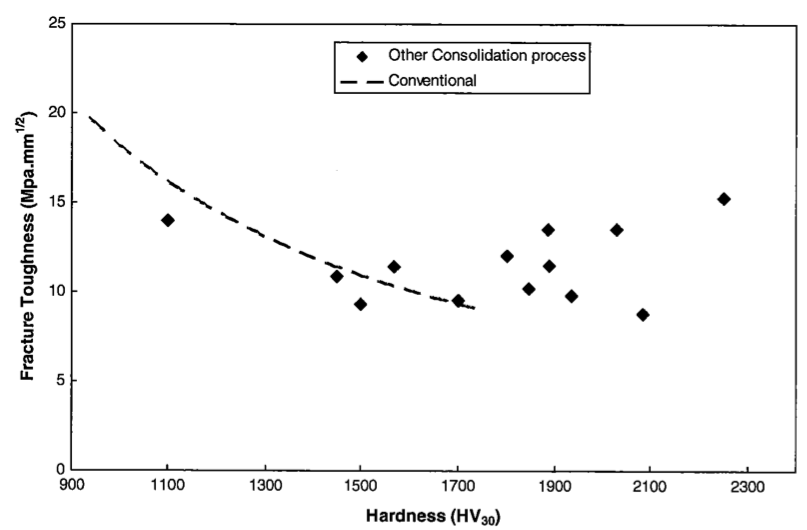 25
20
15
10
5
0
Fracture Toughness (Mpa.mm1/2)
Other Consolidation process
Conventional
900 1100 1300 1500 1700 1900 2100 2300
Hardness (HV30)